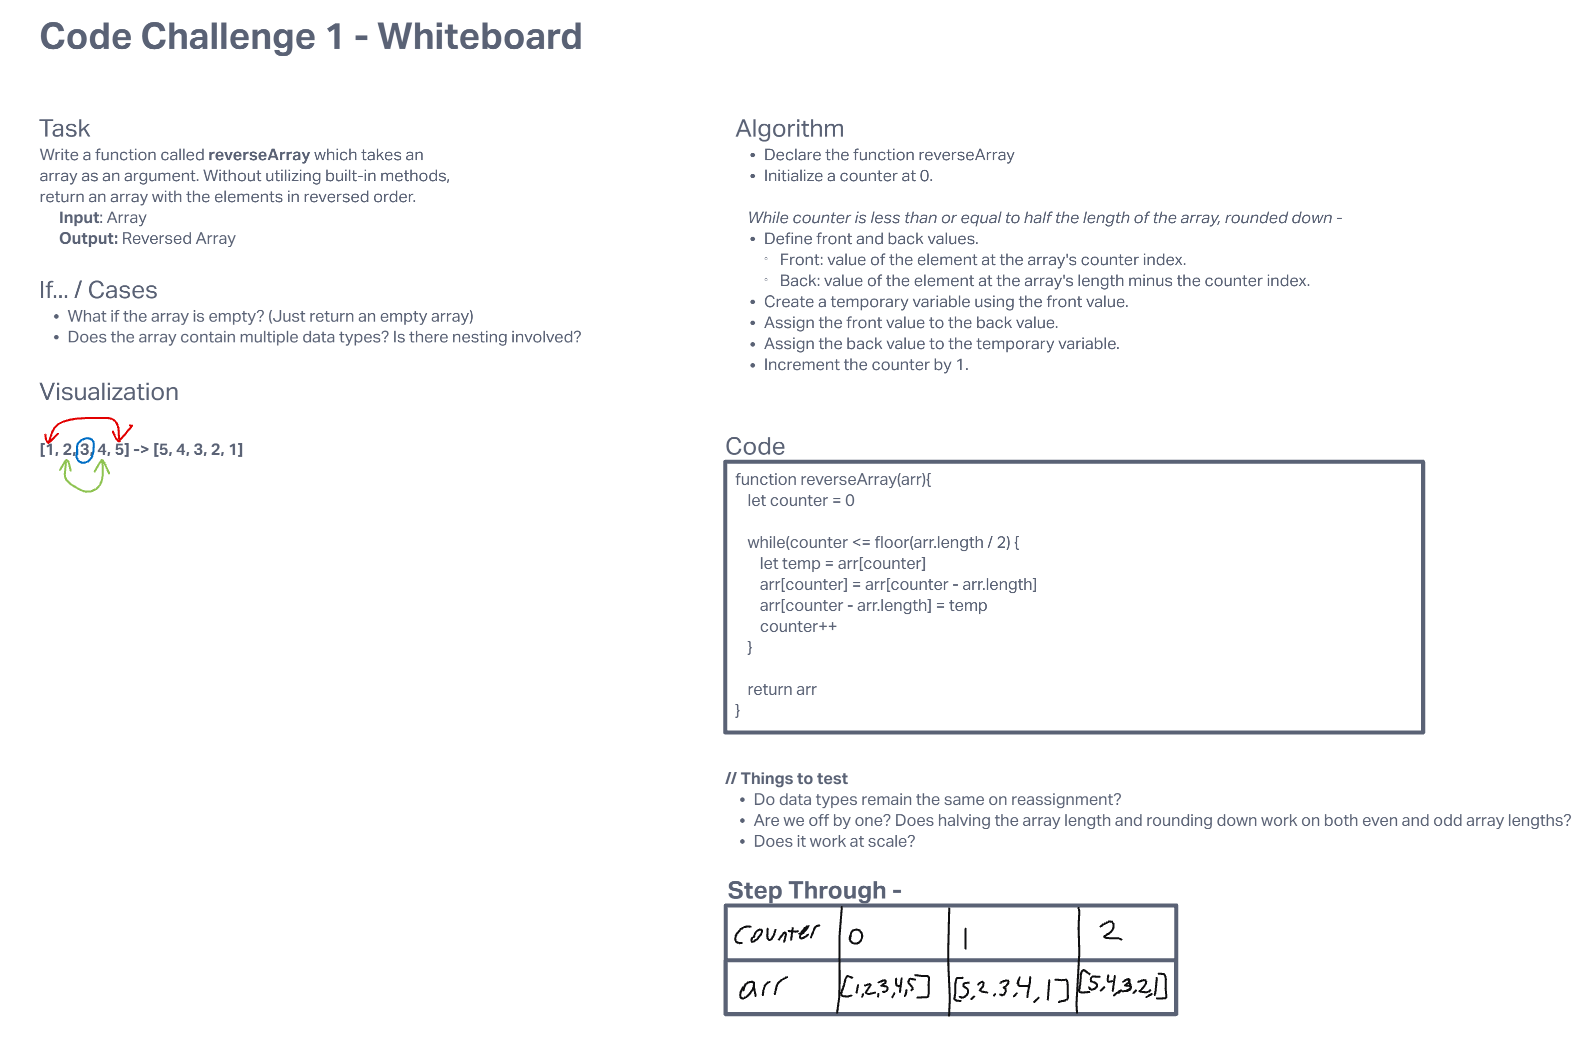 Code Challenge 1 - Whiteboard
Task
Write a function called reverseArray which takes an
array as an argument. Without utilizing built-in methods,
return an array with the elements in reversed order.
Input: Array
Output: Reversed Array
If... / Cases
• What if the array is empty? (Just return an empty array)
• Does the array contain multiple data types? Is there nesting involved?
Visualization
[1, 2, 3, 4, 5] -> [5, 4, 3, 2, 1]
Algorithm
• Declare the function reverseArray
• Initialize a counter at 0.
While counter is less than or equal to half the length of the array, rounded down -
• Define front and back values.
◦ Front: value of the element at the array's counter index.
◦ Back: value of the element at the array's length minus the counter index.
• Create a temporary variable using the front value.
• Assign the front value to the back value.
• Assign the back value to the temporary variable.
• Increment the counter by 1.
Code
function reverseArray(arr){
let counter = 0
while(counter <= floor(arr.length / 2) {
let temp = arr[counter]
arr[counter] = arr[counter - arr.length]
arr[counter - arr.length] = temp
counter++
}
return arr
}
// Things to test
• Do data types remain the same on reassignment?
• Are we off by one? Does halving the array length and rounding down work on both even and odd array lengths?
• Does it work at scale?
Step Through -
counter 0 1 2
arr [1,2,3,4,5] [5,2,3,4,1] [5,4,3,2,1]